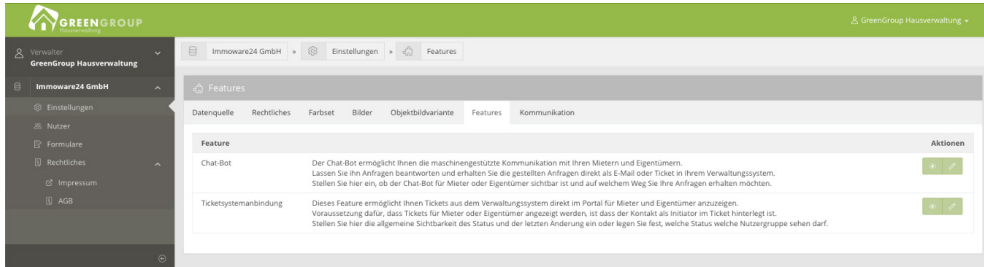 GREENGROUP
Hausverwaltung
GreenGroup Hausverwaltung
Verwalter
GreenGroup Hausverwaltung
Immoware24 GmbH
Einstellungen
Nutzer
Formulare
Rechtliches
Impressum
AGB
Immoware24 GmbH » Einstellungen » Features
Features
Datenquelle Rechtliches Farbset Bilder Objektbildvariante Features Kommunikation
Feature Aktionen
Chat-Bot
Der Chat-Bot ermöglicht Ihnen die maschinengestützte Kommunikation mit Ihren Mietern und Eigentümern.
Lassen Sie ihn Anfragen beantworten und erhalten Sie die gestellten Anfragen direkt als E-Mail oder Ticket in Ihrem Verwaltungssystem.
Stellen Sie hier ein, ob der Chat-Bot für Mieter oder Eigentümer sichtbar ist und auf welchem Weg Sie Ihre Anfragen erhalten möchten.
Ticketsystemanbindung
Dieses Feature ermöglicht Ihnen Tickets aus dem Verwaltungssystem direkt im Portal für Mieter und Eigentümer anzuzeigen.
Voraussetzung dafür, dass Tickets für Mieter oder Eigentümer angezeigt werden, ist dass der Kontakt als Initiator im Ticket hinterlegt ist.
Stellen Sie hier die allgemeine Sichtbarkeit des Status und der letzten Änderung ein oder legen Sie fest, welche Status welche Nutzergruppe sehen darf.